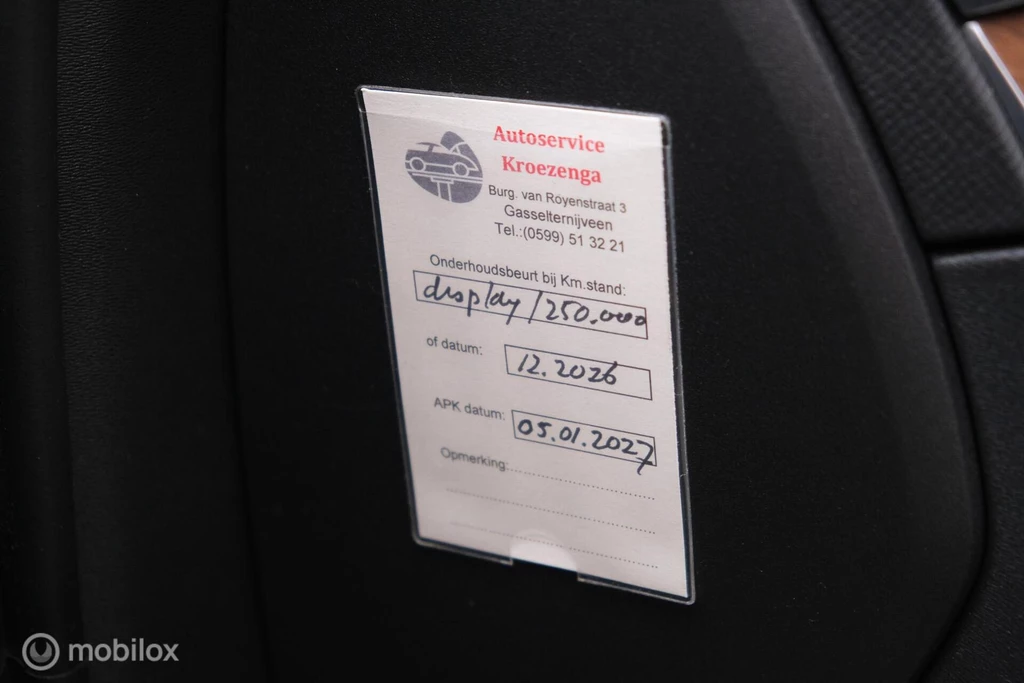 Autoservice
Kroezenga
Burg. van Royenstraat 3
Gasselternijveen
Tel.:(0599) 51 32 21
Onderhoudsbeurt bij Km.stand:
display/250.000
of datum:
12.2026
APK datum:
05.01.2027
Opmerking:
mobilox